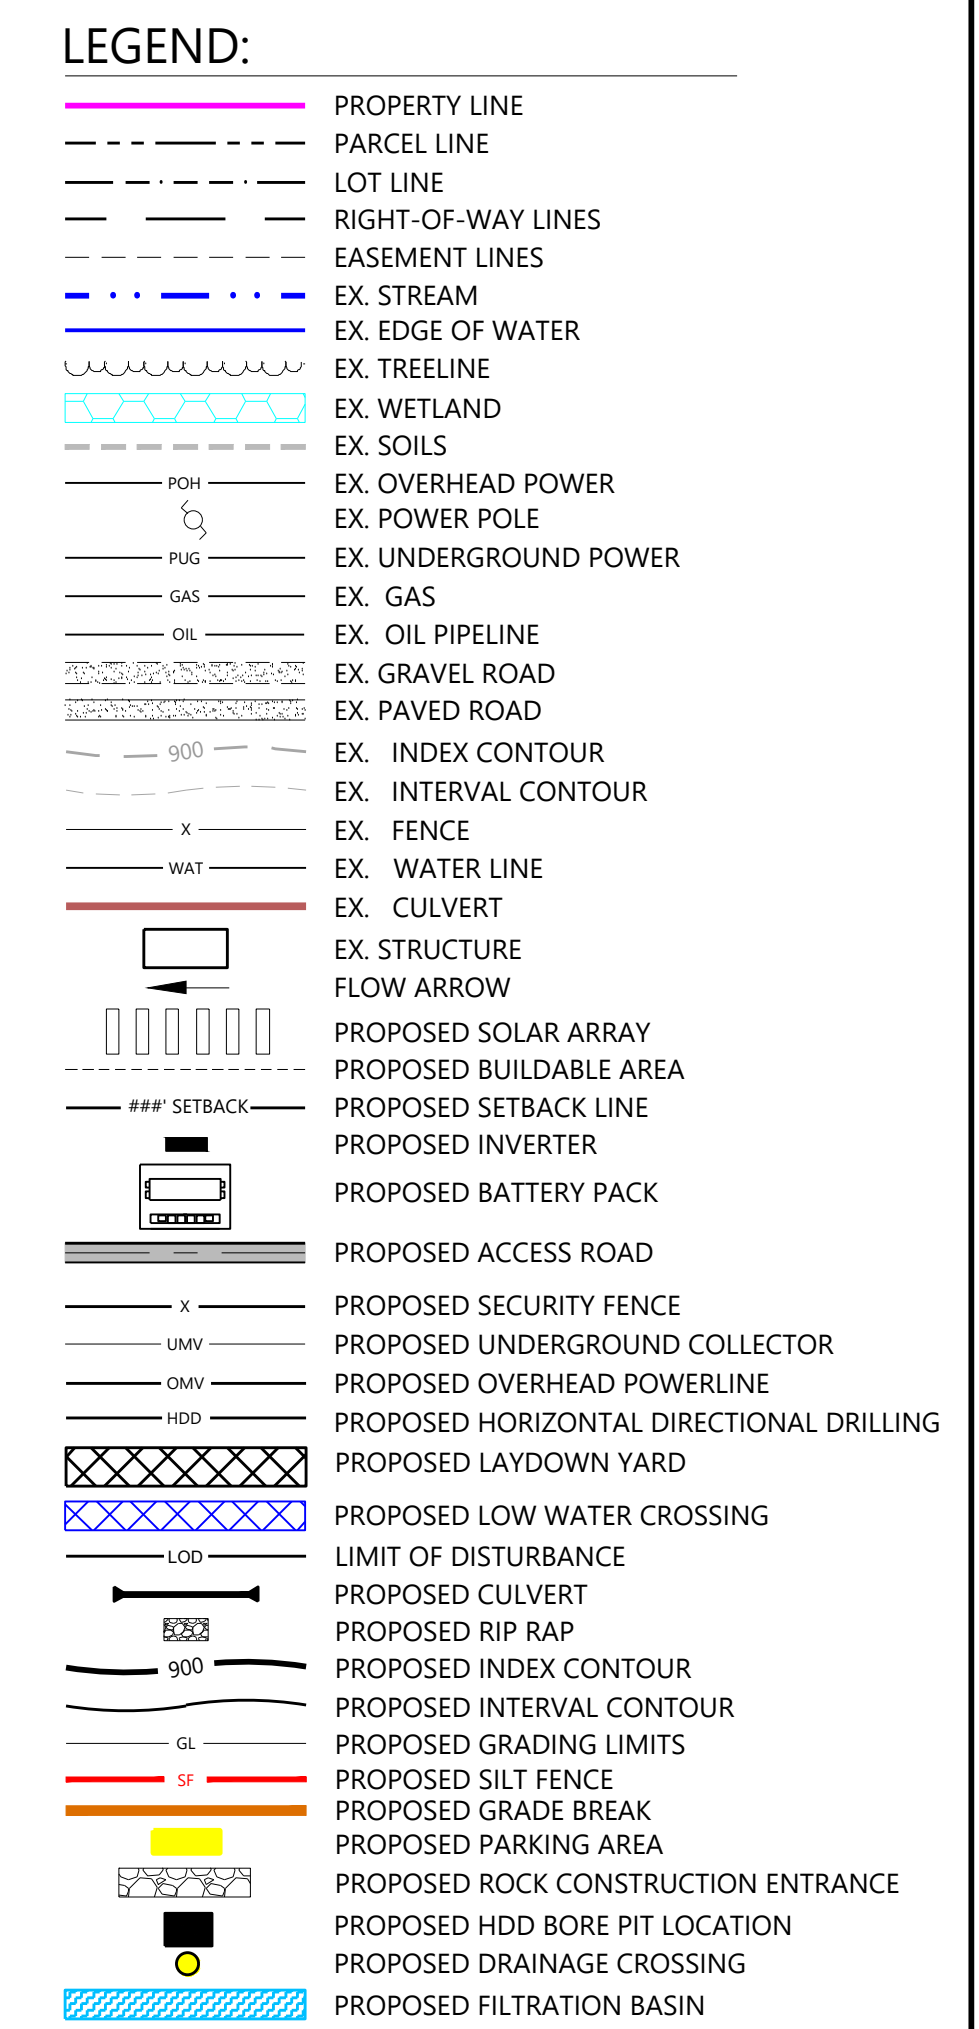 LEGEND:
PROPERTY LINE
PARCEL LINE
LOT LINE
RIGHT-OF-WAY LINES
EASEMENT LINES
EX. STREAM
EX. EDGE OF WATER
EX. TREELINE
EX. WETLAND
EX. SOILS
POH EX. OVERHEAD POWER
EX. POWER POLE
PUG EX. UNDERGROUND POWER
GAS EX. GAS
OIL EX. OIL PIPELINE
EX. GRAVEL ROAD
EX. PAVED ROAD
900 EX. INDEX CONTOUR
EX. INTERVAL CONTOUR
X EX. FENCE
WAT EX. WATER LINE
EX. CULVERT
EX. STRUCTURE
FLOW ARROW
PROPOSED SOLAR ARRAY
PROPOSED BUILDABLE AREA
###' SETBACK PROPOSED SETBACK LINE
PROPOSED INVERTER
PROPOSED BATTERY PACK
PROPOSED ACCESS ROAD
X PROPOSED SECURITY FENCE
UMV PROPOSED UNDERGROUND COLLECTOR
OMV PROPOSED OVERHEAD POWERLINE
HDD PROPOSED HORIZONTAL DIRECTIONAL DRILLING
PROPOSED LAYDOWN YARD
PROPOSED LOW WATER CROSSING
LOD LIMIT OF DISTURBANCE
PROPOSED CULVERT
PROPOSED RIP RAP
900 PROPOSED INDEX CONTOUR
PROPOSED INTERVAL CONTOUR
GL PROPOSED GRADING LIMITS
SF PROPOSED SILT FENCE
PROPOSED GRADE BREAK
PROPOSED PARKING AREA
PROPOSED ROCK CONSTRUCTION ENTRANCE
PROPOSED HDD BORE PIT LOCATION
PROPOSED DRAINAGE CROSSING
PROPOSED FILTRATION BASIN